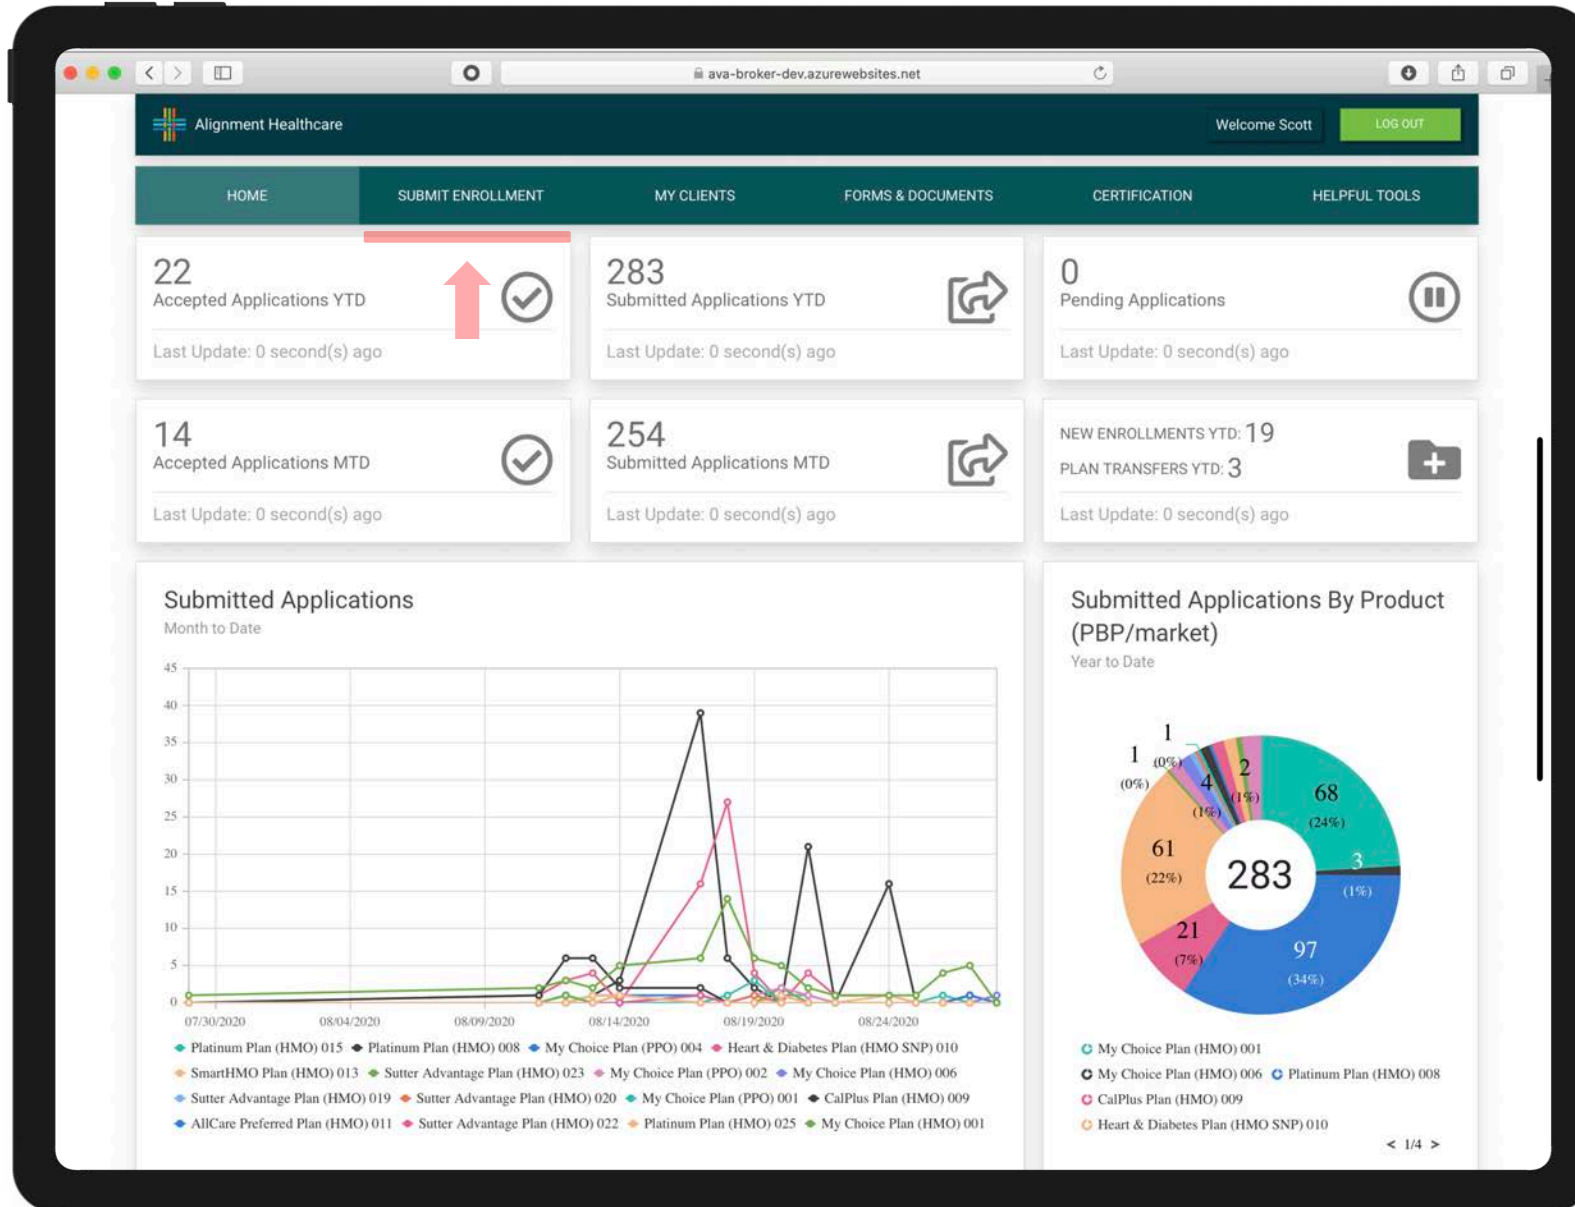 ava-broker-dev.azurewebsites.net
Alignment Healthcare
Welcome Scott
LOG OUT
HOME
SUBMIT ENROLLMENT
MY CLIENTS
FORMS & DOCUMENTS
CERTIFICATION
HELPFUL TOOLS
22
Accepted Applications YTD
Last Update: 0 second(s) ago
283
Submitted Applications YTD
Last Update: 0 second(s) ago
0
Pending Applications
Last Update: 0 second(s) ago
14
Accepted Applications MTD
Last Update: 0 second(s) ago
254
Submitted Applications MTD
Last Update: 0 second(s) ago
NEW ENROLLMENTS YTD: 19
PLAN TRANSFERS YTD: 3
Last Update: 0 second(s) ago
Submitted Applications
Month to Date
45
40
35
30
25
20
15
10
5
0
07/30/2020 08/04/2020 08/09/2020 08/14/2020 08/19/2020 08/24/2020
Platinum Plan (HMO) 015 Platinum Plan (HMO) 008 My Choice Plan (PPO) 004 Heart & Diabetes Plan (HMO SNP) 010
SmartHMO Plan (HMO) 013 Sutter Advantage Plan (HMO) 023 My Choice Plan (PPO) 002 My Choice Plan (HMO) 006
Sutter Advantage Plan (HMO) 019 Sutter Advantage Plan (HMO) 020 My Choice Plan (PPO) 001 CalPlus Plan (HMO) 009
AllCare Preferred Plan (HMO) 011 Sutter Advantage Plan (HMO) 022 Platinum Plan (HMO) 025 My Choice Plan (HMO) 001
Submitted Applications By Product
(PBP/market)
Year to Date
1
(0%)
1
(0%)
4
(1%)
2
(1%)
68
(24%)
3
(1%)
61
(22%)
283
21
(7%)
97
(34%)
My Choice Plan (HMO) 001
My Choice Plan (HMO) 006 Platinum Plan (HMO) 008
CalPlus Plan (HMO) 009
Heart & Diabetes Plan (HMO SNP) 010
< 1/4 >